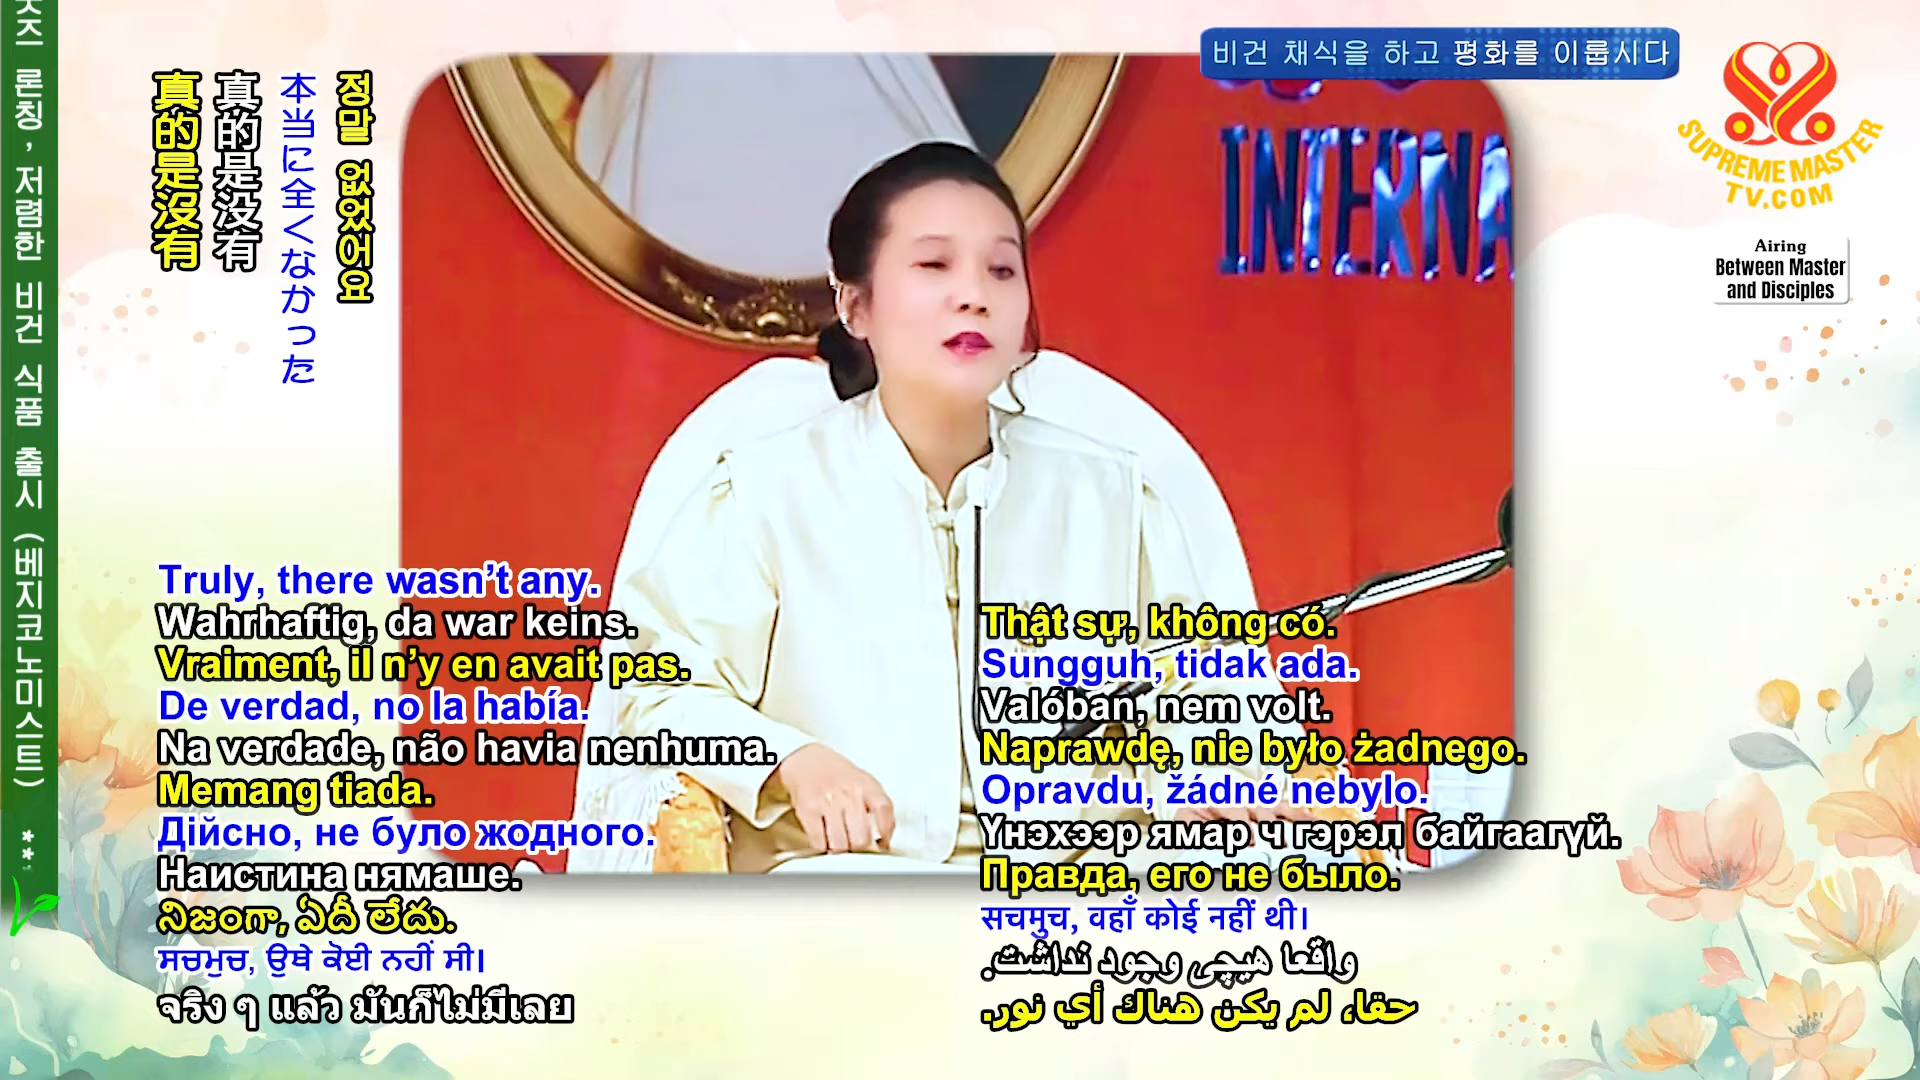 즈 론칭, 저렴한 비건 식품 출시 (베지코노미스트) **
비건 채식을 하고 평화를 이룹시다
SUPREME MASTER
TV.COM
Airing
Between Master
and Disciples
INTERNA
정말 없었어요
本当に全くなかった
真的是没有
真的是沒有
Truly, there wasn’t any.
Wahrhaftig, da war keins.
Vraiment, il n’y en avait pas.
De verdad, no la había.
Na verdade, não havia nenhuma.
Memang tiada.
Дійсно, не було жодного.
Наистина нямаше.
నిజంగా, ఏదీ లేదు.
ਸਚਮੁਚ, ਉਥੇ ਕੋਈ ਨਹੀਂ ਸੀ।
จริง ๆ แล้ว มันก็ไม่มีเลย
Thật sự, không có.
Sungguh, tidak ada.
Valóban, nem volt.
Naprawdę, nie było żadnego.
Opravdu, žádné nebylo.
Үнэхээр ямар ч гэрэл байгаагүй.
Правда, его не было.
सचमुच, वहाँ कोई नहीं थी।
واقعا هیچی وجود نداشت.
حقا، لم يكن هناك أي نور.